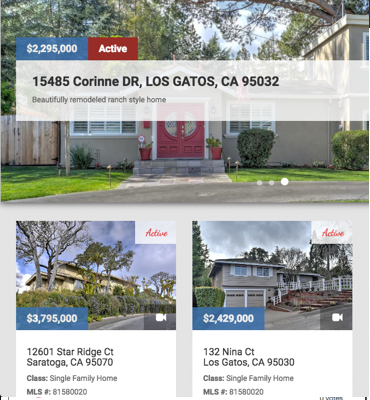 $2,295,000 Active
15485 Corinne DR, LOS GATOS, CA 95032
Beautifully remodeled ranch style home
Active Active
$3,795,000 $2,429,000
12601 Star Ridge Ct
Saratoga, CA 95070
Class: Single Family Home
MLS #: 81580020
132 Nina Ct
Los Gatos, CA 95030
Class: Single Family Home
MLS #: 81580020